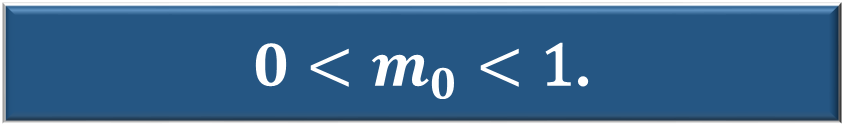 0 < m₀ < 1.